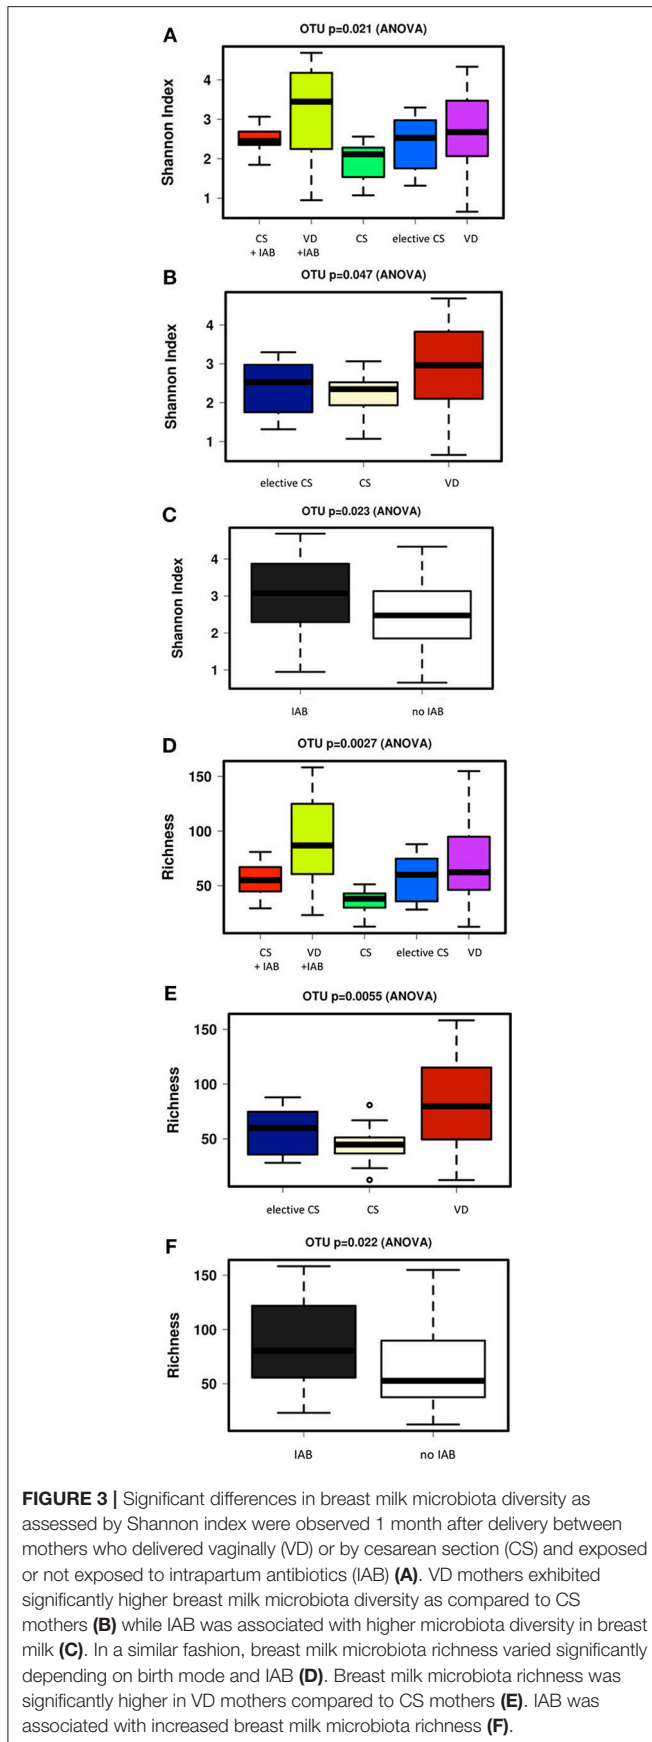 A
OTU p=0.021 (ANOVA)
Shannon Index
4
3
2
1
CS + IAB
VD +IAB
CS
elective CS
VD
B
OTU p=0.047 (ANOVA)
Shannon Index
4
3
2
1
elective CS
CS
VD
C
OTU p=0.023 (ANOVA)
Shannon Index
4
3
2
1
IAB
no IAB
D
OTU p=0.0027 (ANOVA)
Richness
150
100
50
CS + IAB
VD +IAB
CS
elective CS
VD
E
OTU p=0.0055 (ANOVA)
Richness
150
100
50
elective CS
CS
VD
F
OTU p=0.022 (ANOVA)
Richness
150
100
50
IAB
no IAB
FIGURE 3 | Significant differences in breast milk microbiota diversity as
assessed by Shannon index were observed 1 month after delivery between
mothers who delivered vaginally (VD) or by cesarean section (CS) and exposed
or not exposed to intrapartum antibiotics (IAB) (A). VD mothers exhibited
significantly higher breast milk microbiota diversity as compared to CS
mothers (B) while IAB was associated with higher microbiota diversity in breast
milk (C). In a similar fashion, breast milk microbiota richness varied significantly
depending on birth mode and IAB (D). Breast milk microbiota richness was
significantly higher in VD mothers compared to CS mothers (E). IAB was
associated with increased breast milk microbiota richness (F).